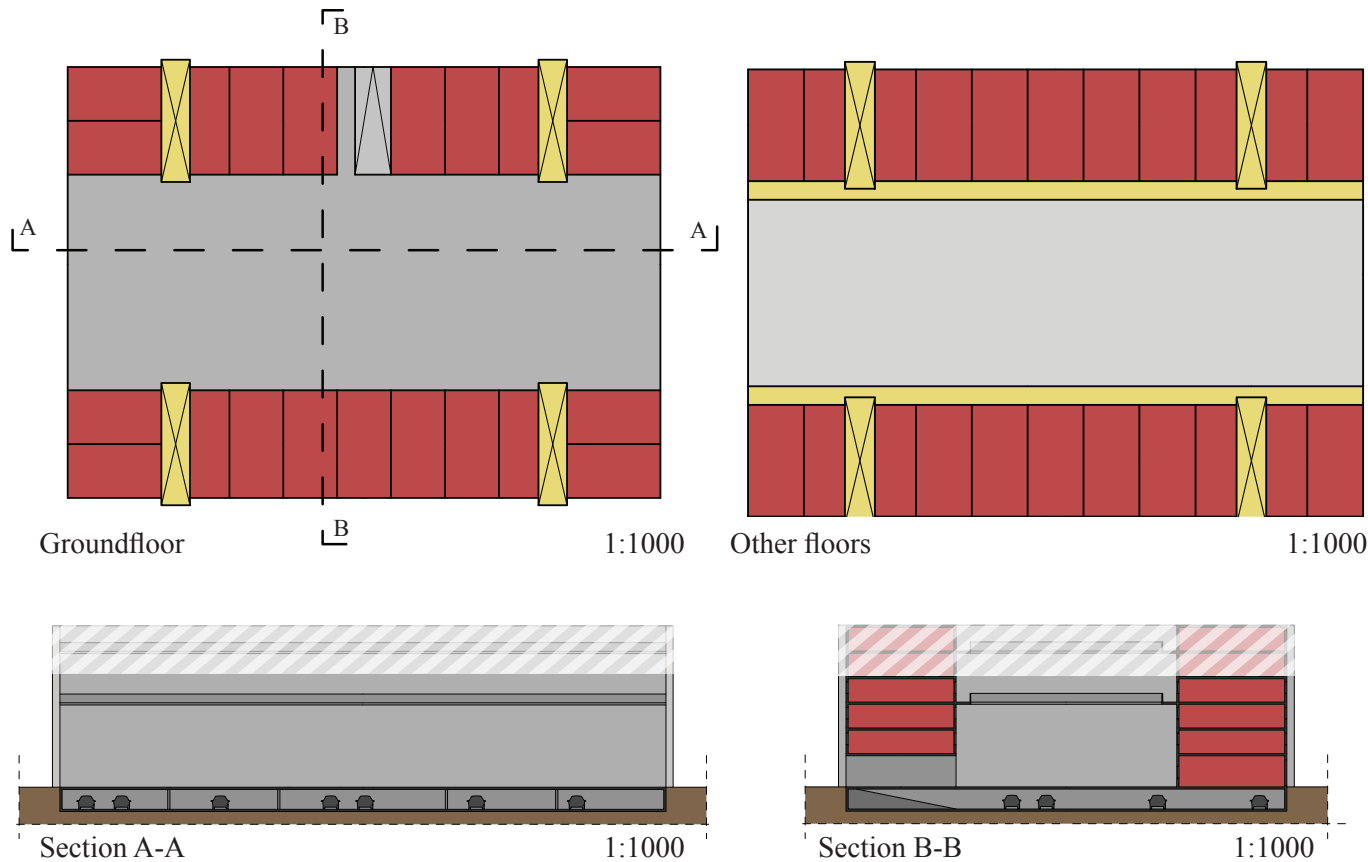 B
A
A
B
Groundfloor 1:1000
Other floors 1:1000
Section A-A 1:1000
Section B-B 1:1000